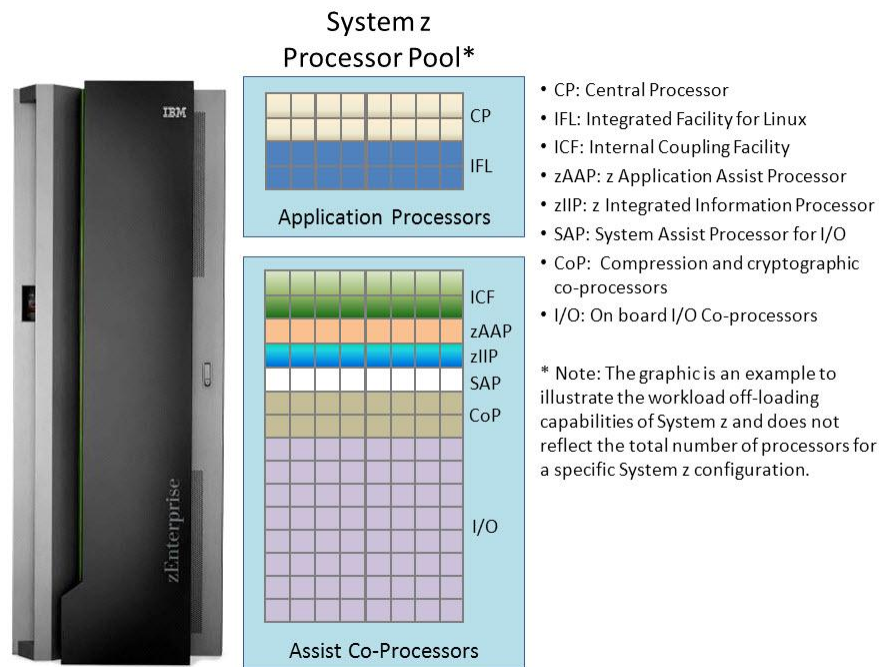 System z
Processor Pool*
IBM
zEnterprise
CP
IFL
Application Processors
ICF
zAAP
zIIP
SAP
CoP
I/O
Assist Co-Processors
• CP: Central Processor
• IFL: Integrated Facility for Linux
• ICF: Internal Coupling Facility
• zAAP: z Application Assist Processor
• zIIP: z Integrated Information Processor
• SAP: System Assist Processor for I/O
• CoP: Compression and cryptographic
co-processors
• I/O: On board I/O Co-processors
* Note: The graphic is an example to
illustrate the workload off-loading
capabilities of System z and does not
reflect the total number of processors for
a specific System z configuration.